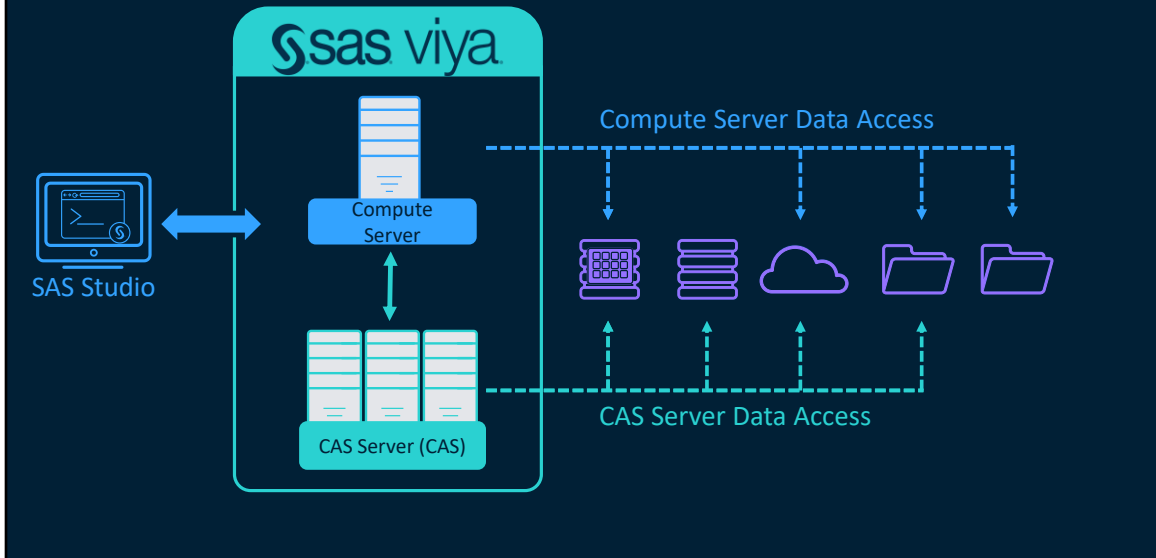 sas viya
Compute Server Data Access
Compute
Server
SAS Studio
CAS Server (CAS)
CAS Server Data Access